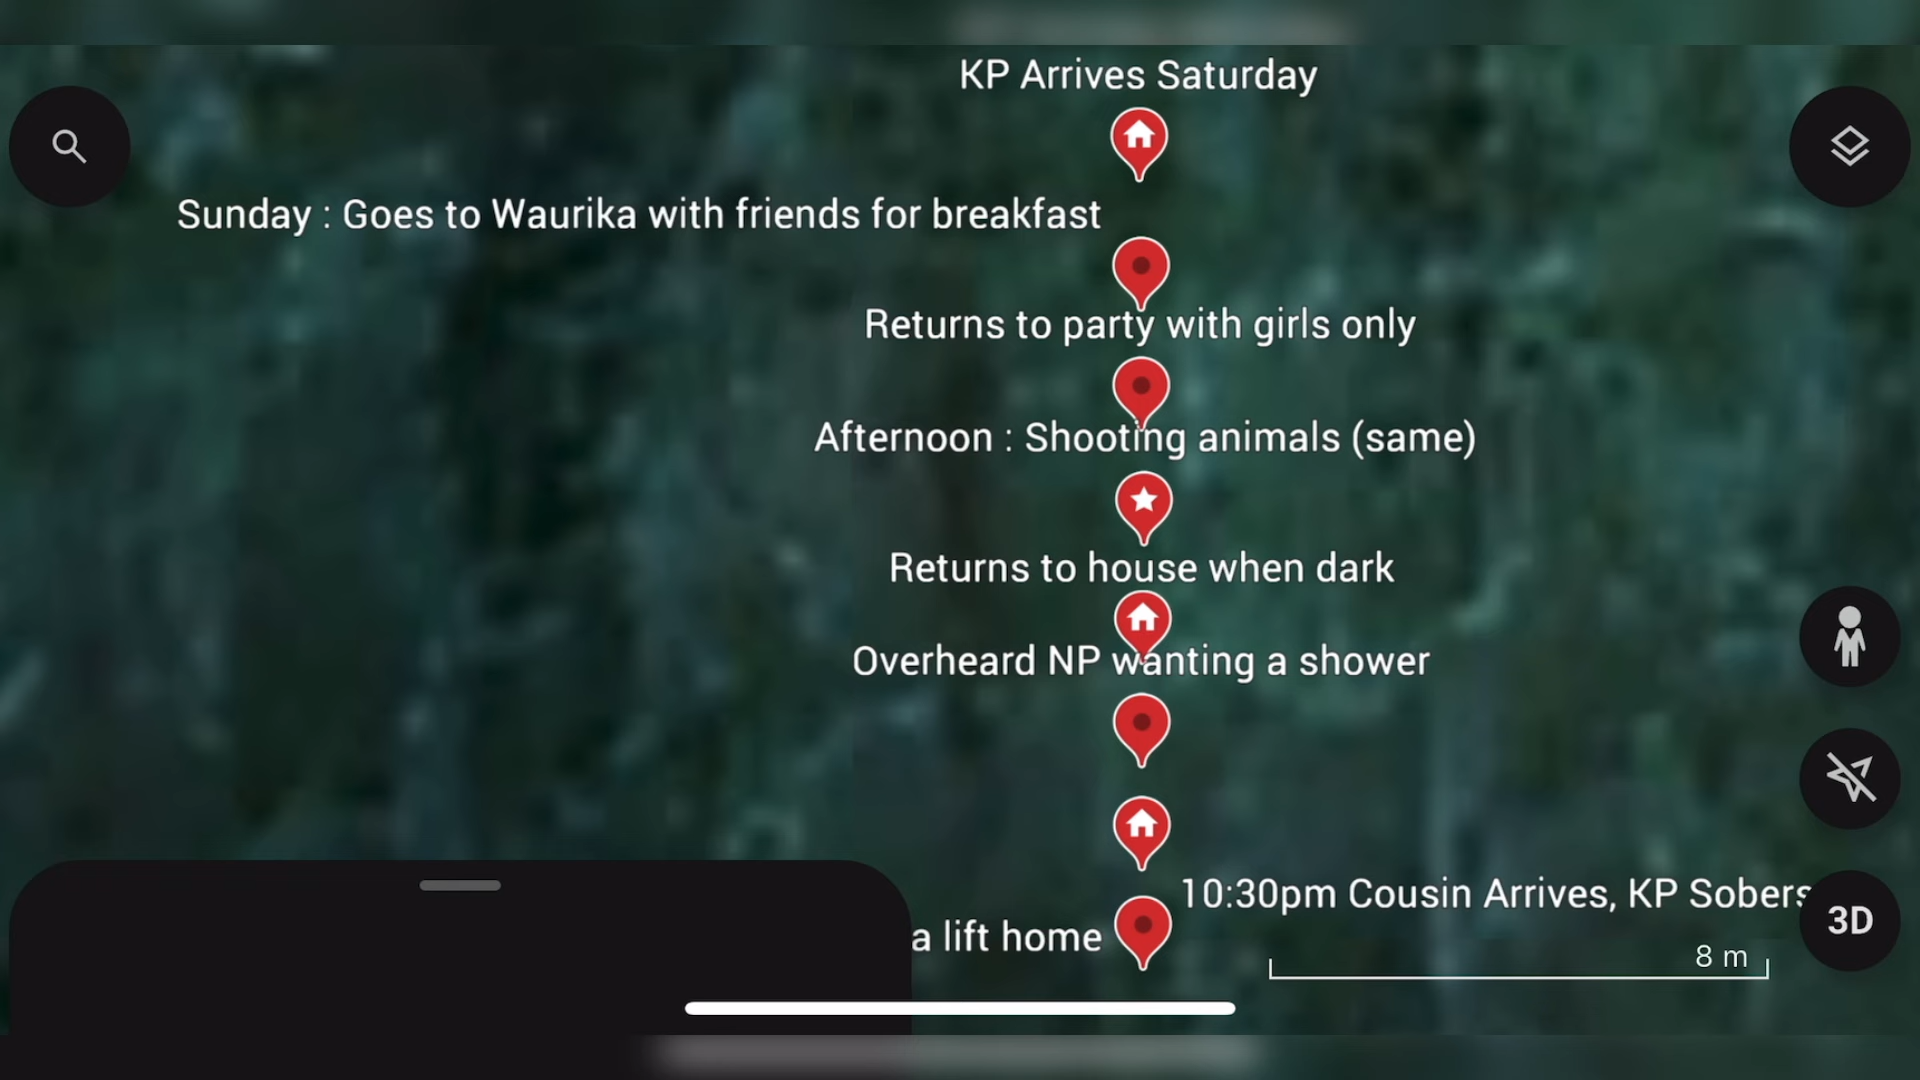 KP Arrives Saturday
Sunday : Goes to Waurika with friends for breakfast
Returns to party with girls only
Afternoon : Shooting animals (same)
Returns to house when dark
Overheard NP wanting a shower
10:30pm Cousin Arrives, KP Sobers
a lift home
8 m
3D